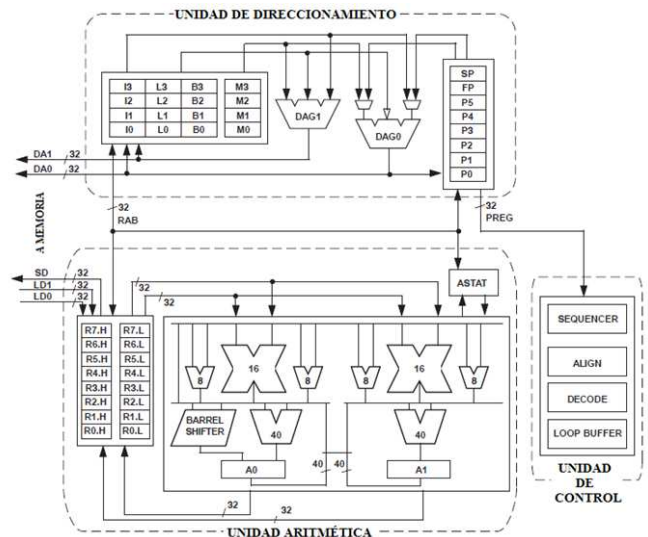 UNIDAD DE DIRECCIONAMIENTO
I3 L3 B3 M3
I2 L2 B2 M2
I1 L1 B1 M1
I0 L0 B0 M0
DAG1
DAG0
SP
FP
P5
P4
P3
P2
P1
P0
DA1 32
DA0 32
32
RAB
32
PREG
A MEMORIA
SD 32
LD1 32
LD0 32
32
32
ASTAT
R7.H R7.L
R6.H R6.L
R5.H R5.L
R4.H R4.L
R3.H R3.L
R2.H R2.L
R1.H R1.L
R0.H R0.L
8 16 8 8 16 8
BARREL
SHIFTER
40 40
A0 40 40 A1
32
32
UNIDAD ARITMÉTICA
SEQUENCER
ALIGN
DECODE
LOOP BUFFER
UNIDAD
DE
CONTROL